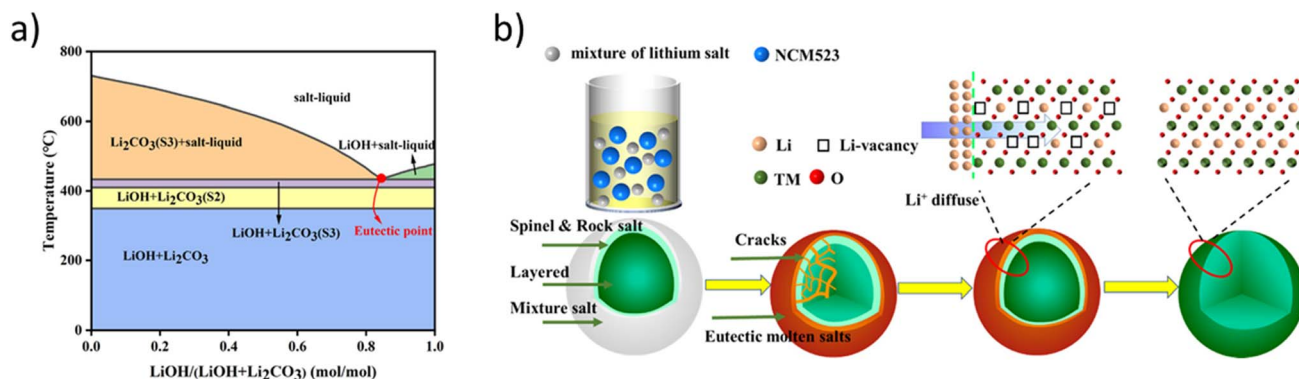 a)
800
600
400
200
0
Temperature (°C)
salt-liquid
Li₂CO₃(S3)+salt-liquid
LiOH+salt-liquid
LiOH+Li₂CO₃(S2)
LiOH+Li₂CO₃(S3)
Eutectic point
LiOH+Li₂CO₃
0.0 0.2 0.4 0.6 0.8 1.0
LiOH/(LiOH+Li₂CO₃) (mol/mol)
b)
mixture of lithium salt
NCM523
Li
Li-vacancy
TM
O
Li⁺ diffuse
Spinel & Rock salt
Layered
Mixture salt
Cracks
Eutectic molten salts